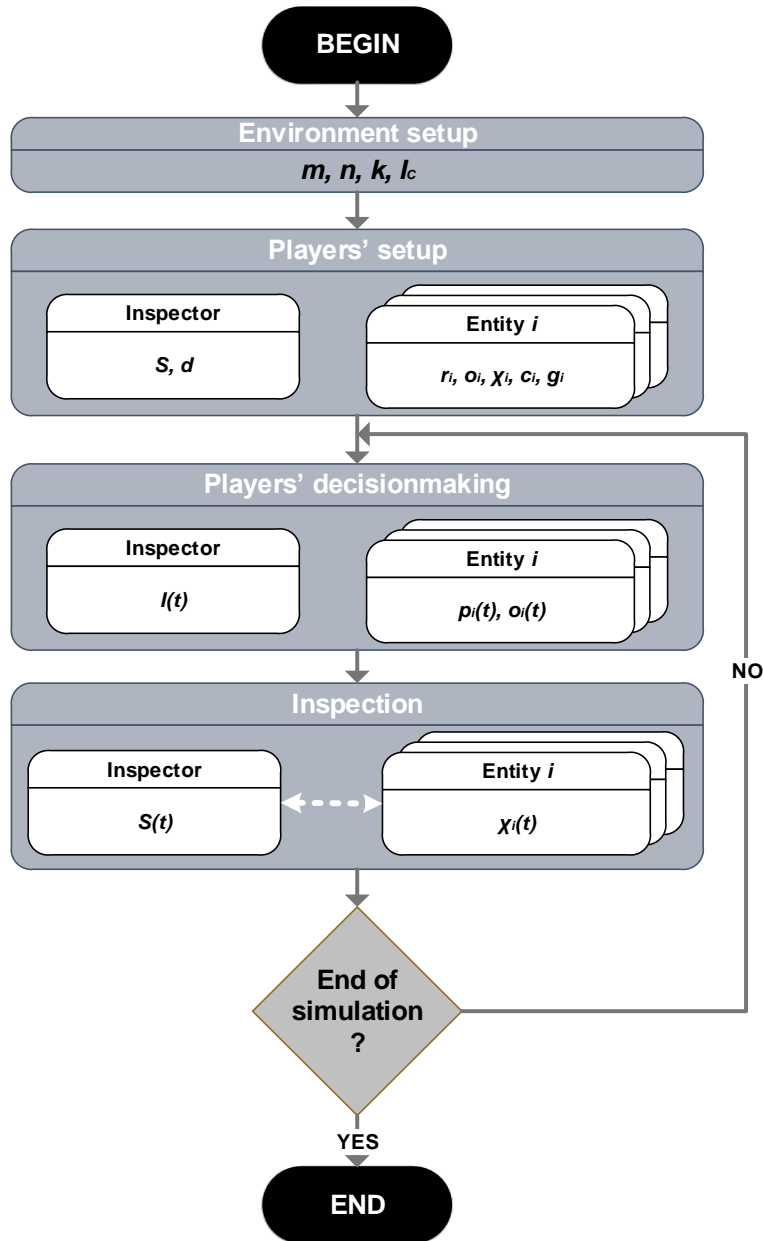 BEGIN
Environment setup
m, n, k, Ic
Players’ setup
Inspector
S, d
Entity i
rᵢ, oᵢ, χᵢ, cᵢ, gᵢ
Players’ decisionmaking
Inspector
I(t)
Entity i
pᵢ(t), oᵢ(t)
NO
Inspection
Inspector
S(t)
Entity i
χᵢ(t)
End of
simulation
?
YES
END